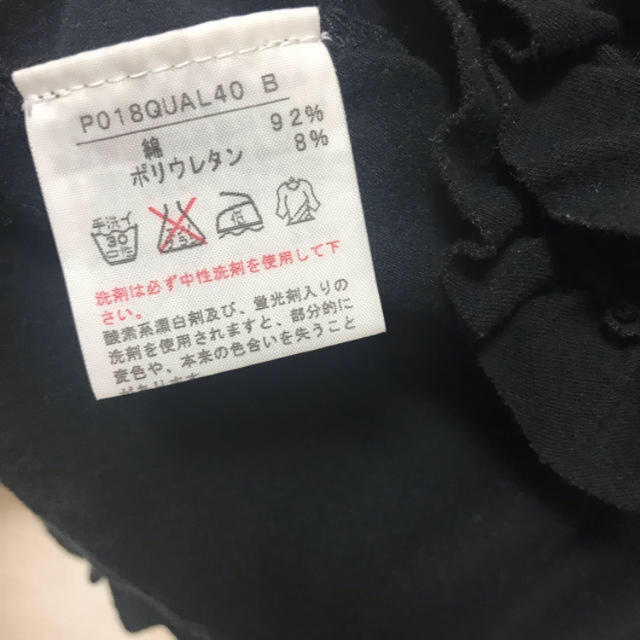 P018QUAL40 B
綿 92%
ポリウレタン 8%
手洗イ
30
洗剤は必ず中性洗剤を使用して下
さい。
酸素系漂白剤及び、蛍光剤入りの
洗剤を使用されますと、部分的に
変色や、本来の色合いを失うこと